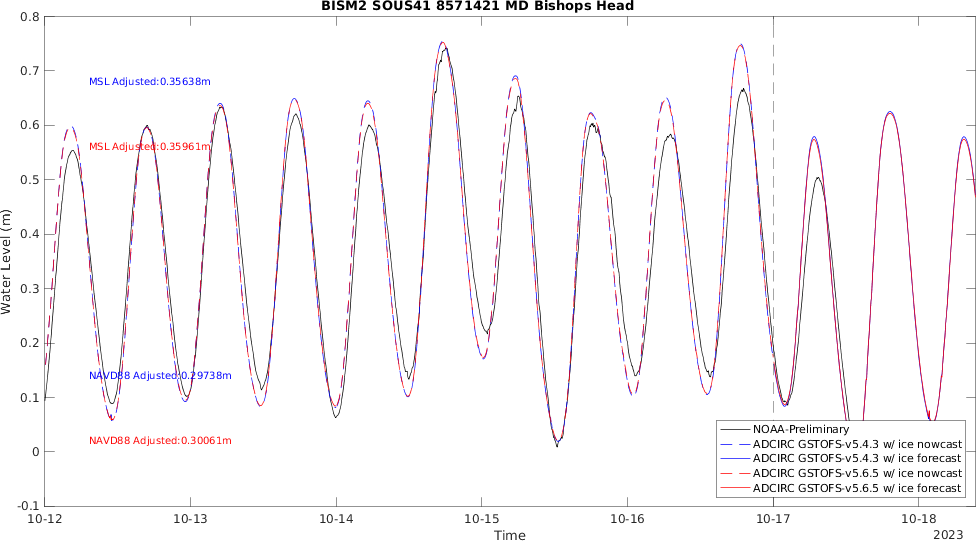 BISM2 SOUS41 8571421 MD Bishops Head
0.8
0.7
0.6
0.5
0.4
0.3
0.2
0.1
0
-0.1
Water Level (m)
MSL Adjusted:0.35638m
MSL Adjusted:0.35961m
NAVD88 Adjusted:0.29738m
NAVD88 Adjusted:0.30061m
NOAA-Preliminary
ADCIRC GSTOFS-v5.4.3 w/ ice nowcast
ADCIRC GSTOFS-v5.4.3 w/ ice forecast
ADCIRC GSTOFS-v5.6.5 w/ ice nowcast
ADCIRC GSTOFS-v5.6.5 w/ ice forecast
10-12 10-13 10-14 10-15 10-16 10-17 10-18
Time
2023